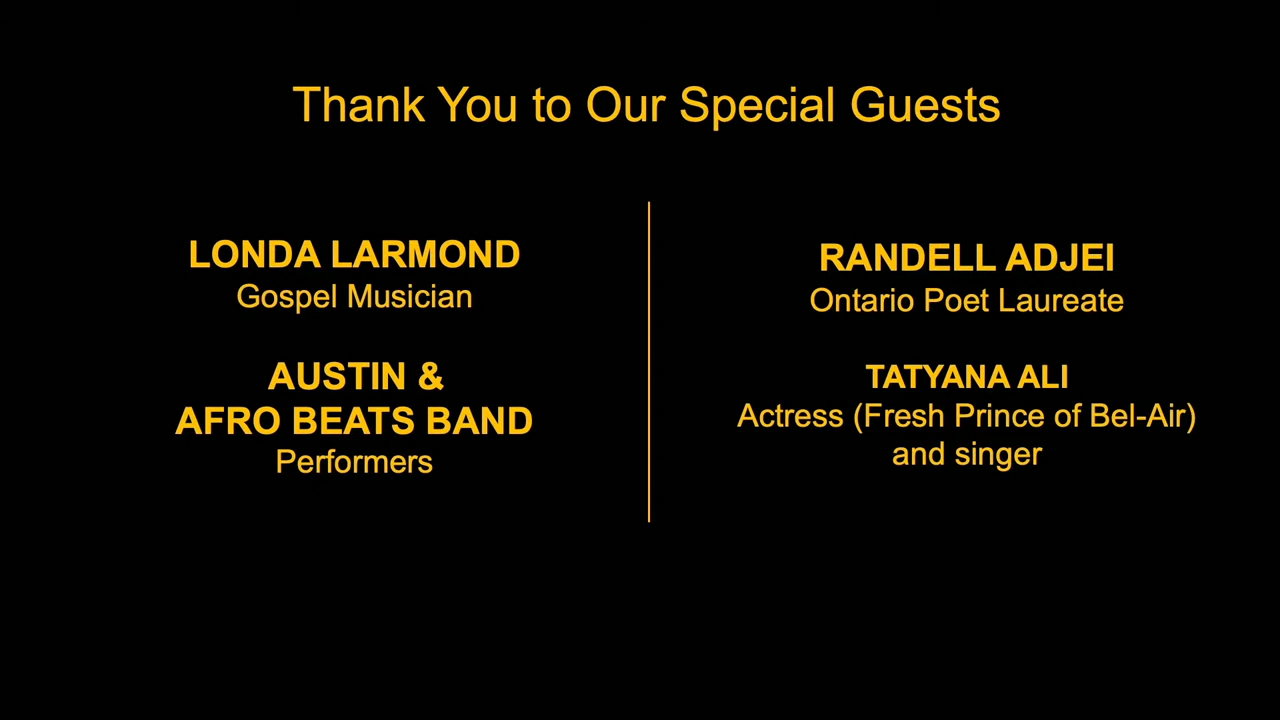 Thank You to Our Special Guests
LONDA LARMOND
Gospel Musician
AUSTIN &
AFRO BEATS BAND
Performers
RANDELL ADJEI
Ontario Poet Laureate
TATYANA ALI
Actress (Fresh Prince of Bel-Air)
and singer